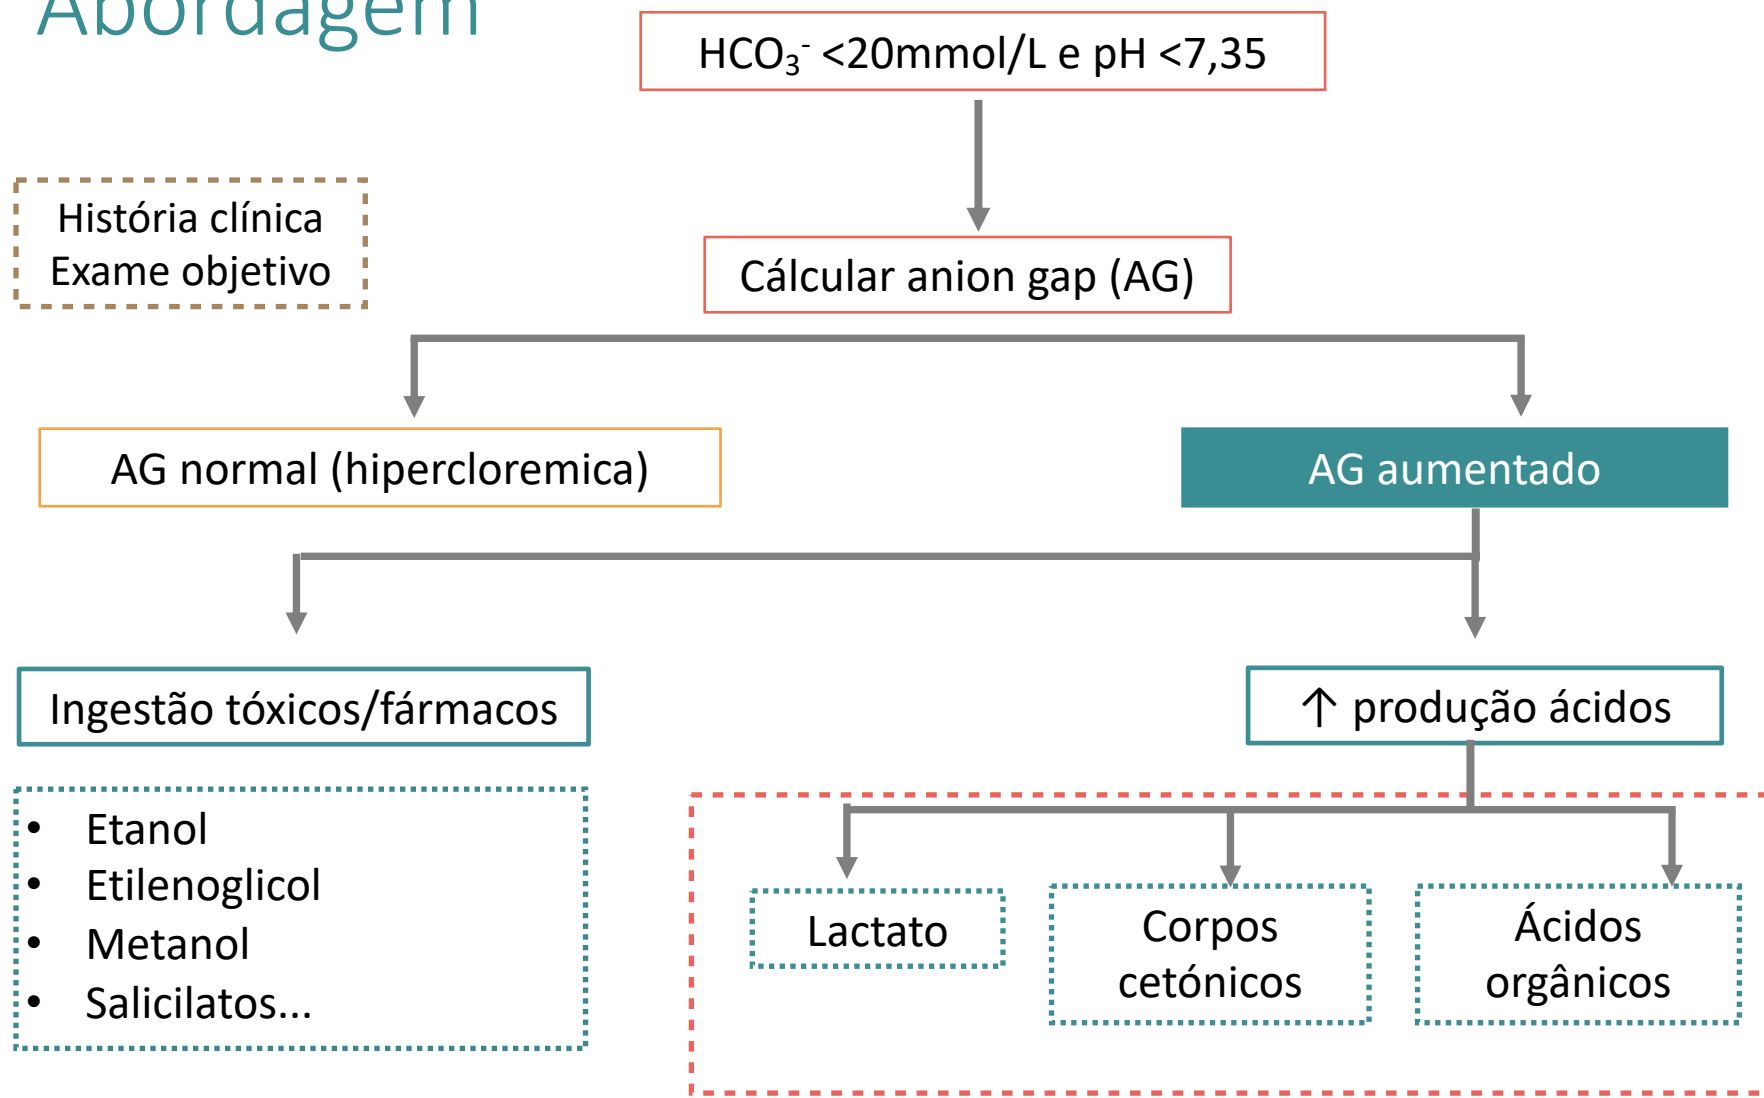 Abordagem
HCO₃⁻ <20mmol/L e pH <7,35
História clínica
Exame objetivo
Cálcular anion gap (AG)
AG normal (hipercloremica)
AG aumentado
Ingestão tóxicos/fármacos
↑ produção ácidos
• Etanol
• Etilenoglicol
• Metanol
• Salicilatos...
Lactato
Corpos
cetónicos
Ácidos
orgânicos